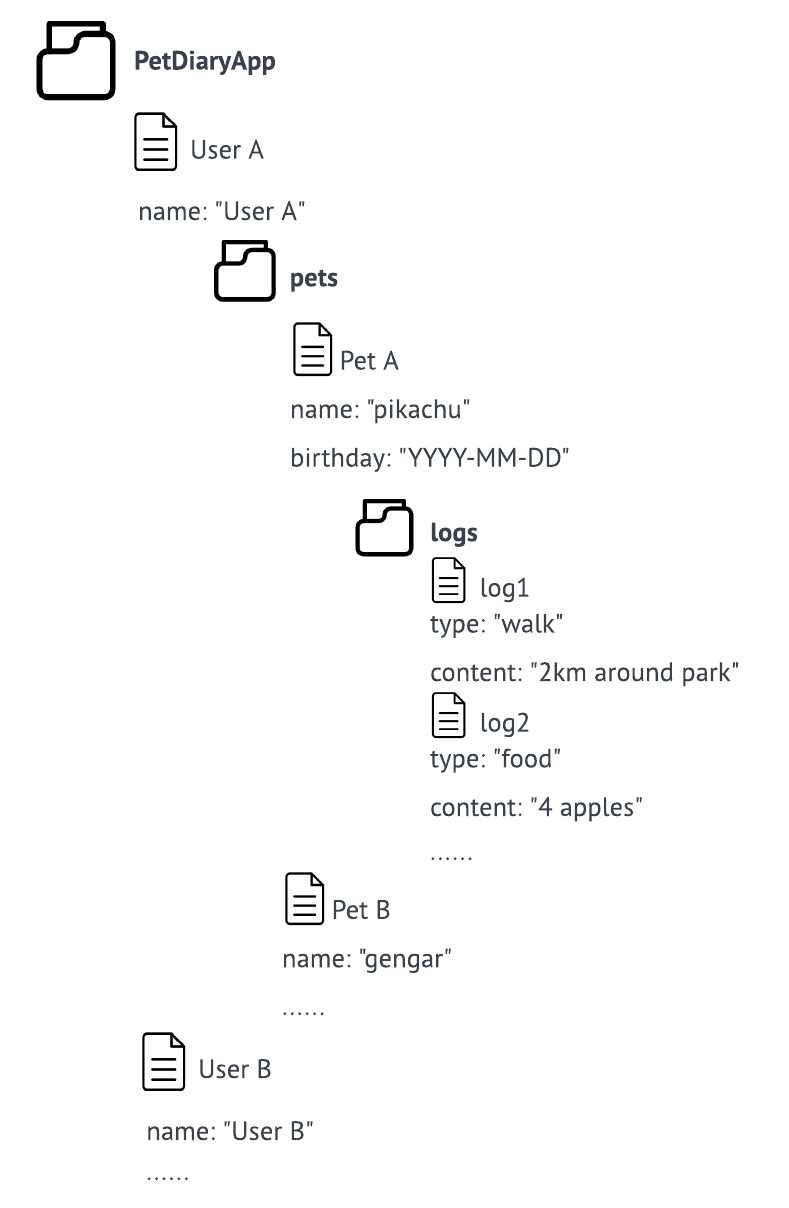 PetDiaryApp
User A
name: "User A"
pets
Pet A
name: "pikachu"
birthday: "YYYY-MM-DD"
logs
log1
type: "walk"
content: "2km around park"
log2
type: "food"
content: "4 apples"
......
Pet B
name: "gengar"
......
User B
name: "User B"
......